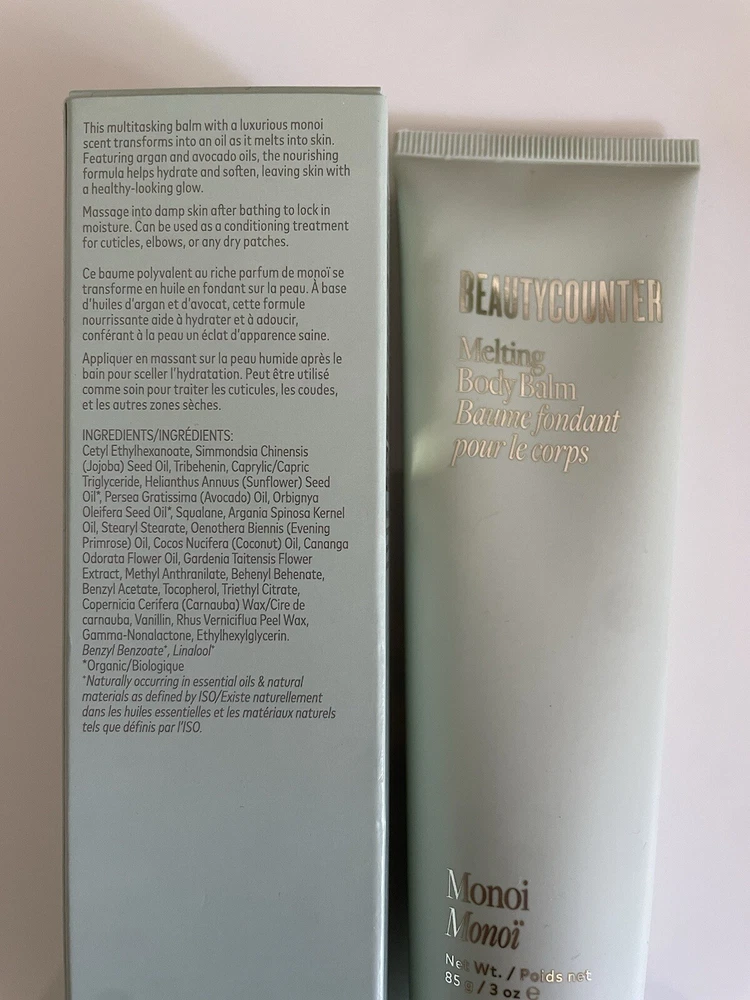 This multitasking balm with a luxurious monoi
scent transforms into an oil as it melts into skin.
Featuring argan and avocado oils, the nourishing
formula helps hydrate and soften, leaving skin with
a healthy-looking glow.
Massage into damp skin after bathing to lock in
moisture. Can be used as a conditioning treatment
for cuticles, elbows, or any dry patches.
Ce baume polyvalent au riche parfum de monoï se
transforme en huile en fondant sur la peau. À base
d'huiles d'argan et d'avocat, cette formule
nourrissante aide à hydrater et à adoucir,
conférant à la peau un éclat d'apparence saine.
Appliquer en massant sur la peau humide après le
bain pour sceller l'hydratation. Peut être utilisé
comme soin pour traiter les cuticules, les coudes,
et les autres zones sèches.
INGREDIENTS/INGRÉDIENTS:
Cetyl Ethylhexanoate, Simmondsia Chinensis
(Jojoba) Seed Oil, Tribehenin, Caprylic/Capric
Triglyceride, Helianthus Annuus (Sunflower) Seed
Oil*, Persea Gratissima (Avocado) Oil, Orbignya
Oleifera Seed Oil*, Squalane, Argania Spinosa Kernel
Oil, Stearyl Stearate, Oenothera Biennis (Evening
Primrose) Oil, Cocos Nucifera (Coconut) Oil, Cananga
Odorata Flower Oil, Gardenia Taitensis Flower
Extract, Methyl Anthranilate, Behenyl Behenate,
Benzyl Acetate, Tocopherol, Triethyl Citrate,
Copernicia Cerifera (Carnauba) Wax/Cire de
carnauba, Vanillin, Rhus Verniciflua Peel Wax,
Gamma-Nonalactone, Ethylhexylglycerin.
Benzyl Benzoate⁺, Linalool⁺
*Organic/Biologique
⁺Naturally occurring in essential oils & natural
materials as defined by ISO/Existe naturellement
dans les huiles essentielles et les matériaux naturels
tels que définis par l'ISO.
BEAUTYCOUNTER
Melting
Body Balm
Baume fondant
pour le corps
Monoi
Monoï
Net Wt. / Poids net
85 g / 3 oz ℮